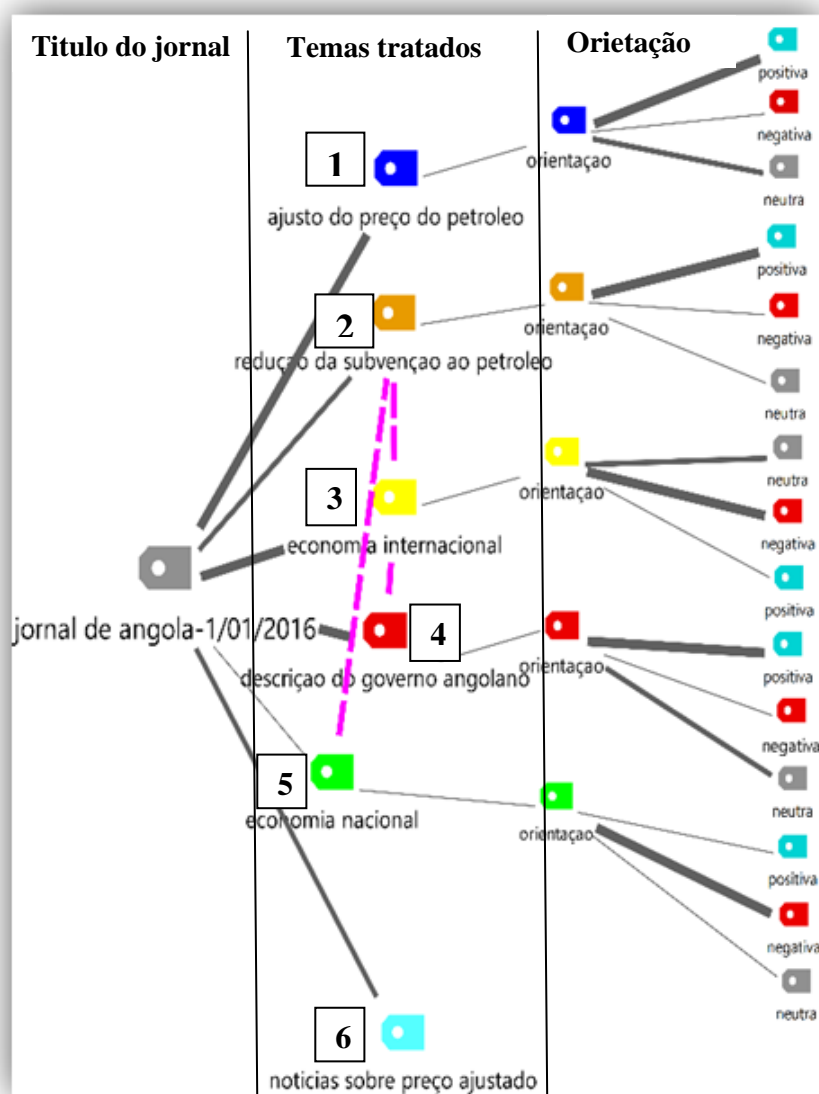 Titulo do jornal
Temas tratados
Orietação
positiva
negativa
neutra
1
orientaçao
ajusto do preço do petroleo
positiva
negativa
neutra
2
orientaçao
redução da subvençao ao petroleo
neutra
negativa
positiva
3
orientaçao
economia internacional
jornal de angola-1/01/2016
4
orientaçao
descriçao do governo angolano
positiva
negativa
neutra
5
orientaçao
economia nacional
positiva
negativa
neutra
6
noticias sobre preço ajustado